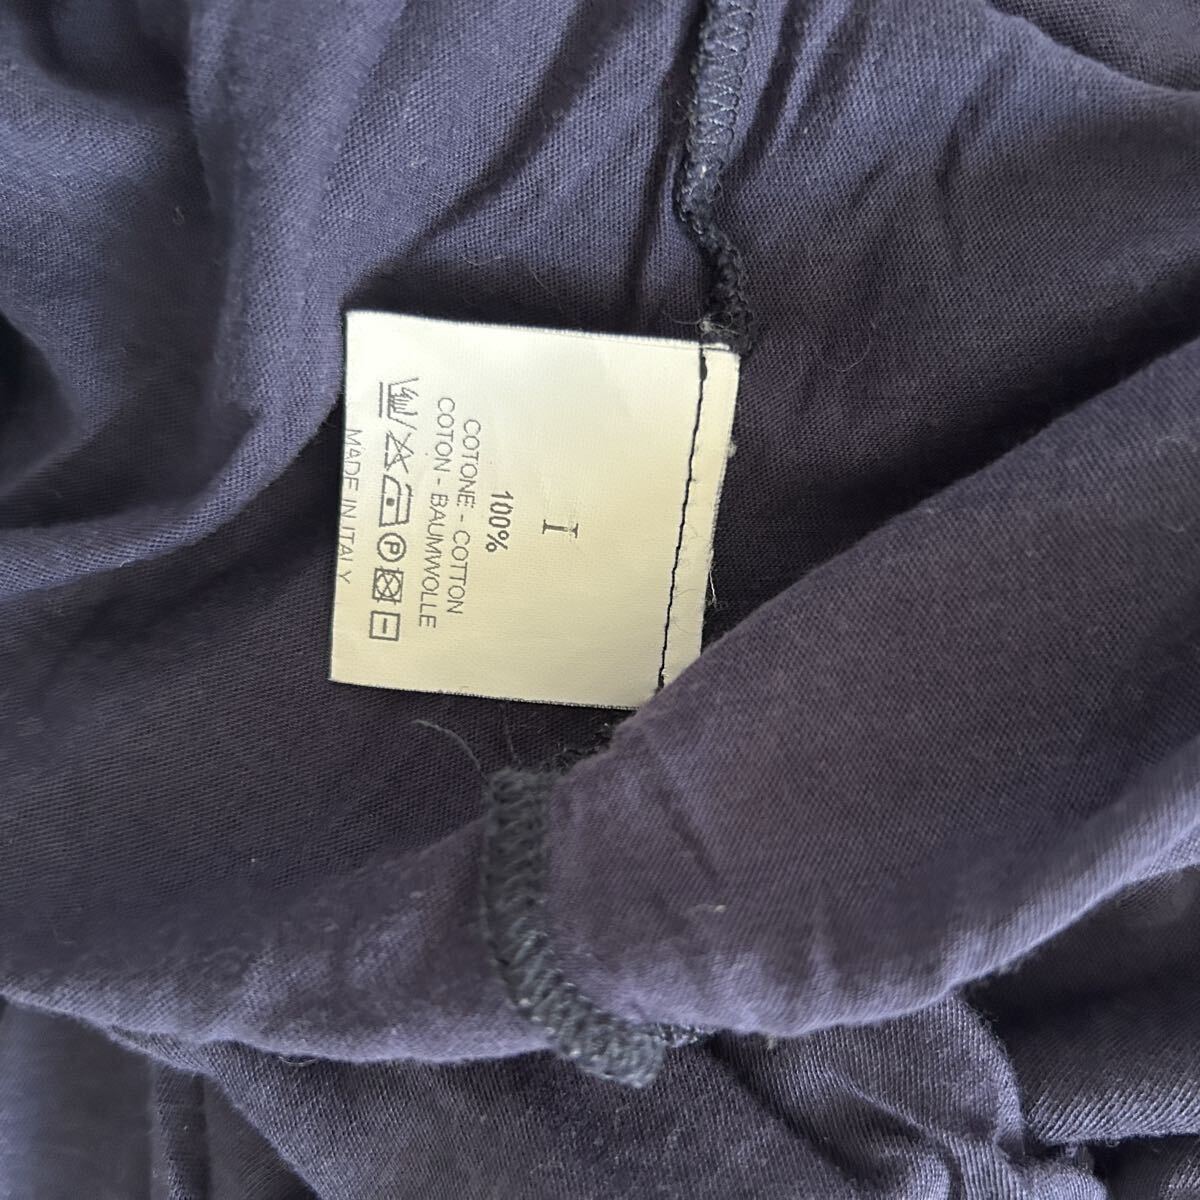 I
100%
COTONE - COTTON
COTON - BAUMWOLLE
P
MADE IN ITALY